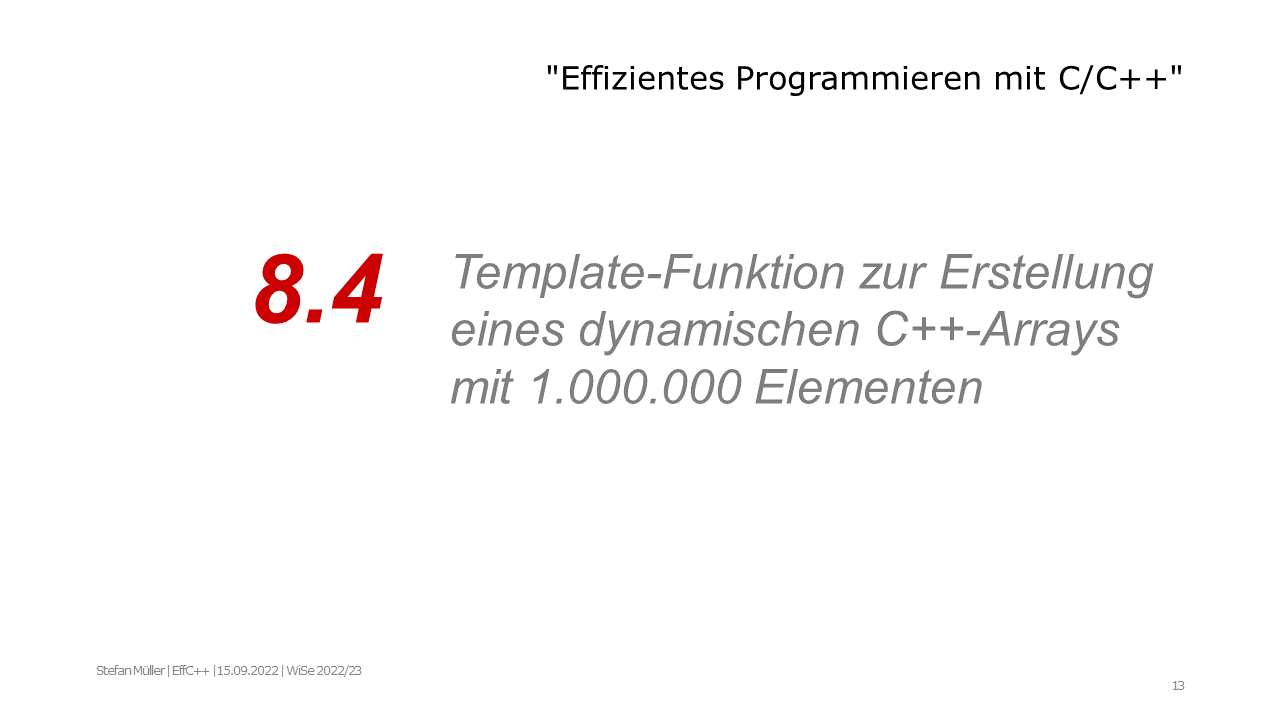 "Effizientes Programmieren mit C/C++"
8.4
Template-Funktion zur Erstellung
eines dynamischen C++-Arrays
mit 1.000.000 Elementen
Stefan Müller | EffC++ | 15.09.2022 | WiSe 2022/23
13